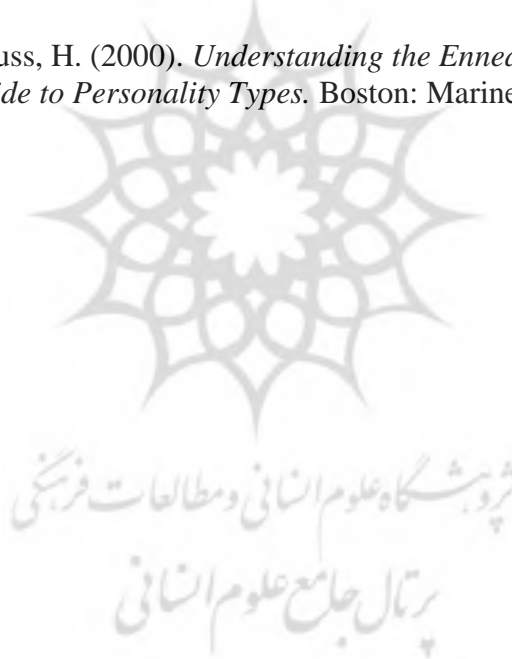 uss, H. (2000). Understanding the Ennea
ide to Personality Types. Boston: Marine
پژوهشگاه علوم انسانی و مطالعات فرهنگی
پرتال جامع علوم انسانی